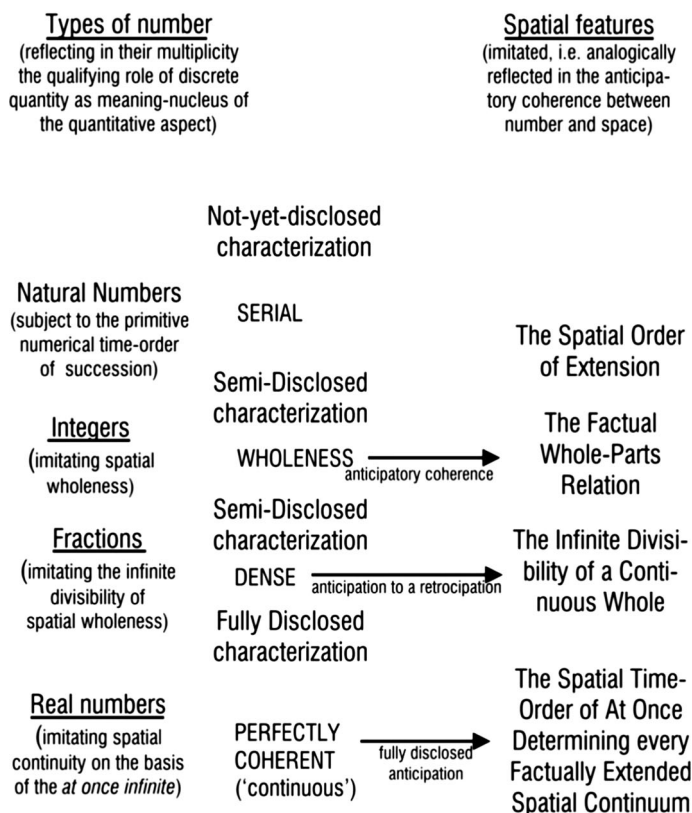 Types of number
(reflecting in their multiplicity
the qualifying role of discrete
quantity as meaning-nucleus of
the quantitative aspect)
Spatial features
(imitated, i.e. analogically
reflected in the anticipa-
tory coherence between
number and space)
Not-yet-disclosed
characterization
Natural Numbers
(subject to the primitive
numerical time-order
of succession)
SERIAL
The Spatial Order
of Extension
Semi-Disclosed
characterization
Integers
(imitating spatial
wholeness)
WHOLENESS
anticipatory coherence
The Factual
Whole-Parts
Relation
Semi-Disclosed
characterization
Fractions
(imitating the infinite
divisibility of
spatial wholeness)
DENSE
anticipation to a retrocipation
The Infinite Divisi-
bility of a Conti-
nuous Whole
Fully Disclosed
characterization
Real numbers
(imitating spatial
continuity on the basis
of the at once infinite)
PERFECTLY
COHERENT
('continuous')
fully disclosed
anticipation
The Spatial Time-
Order of At Once
Determining every
Factually Extended
Spatial Continuum